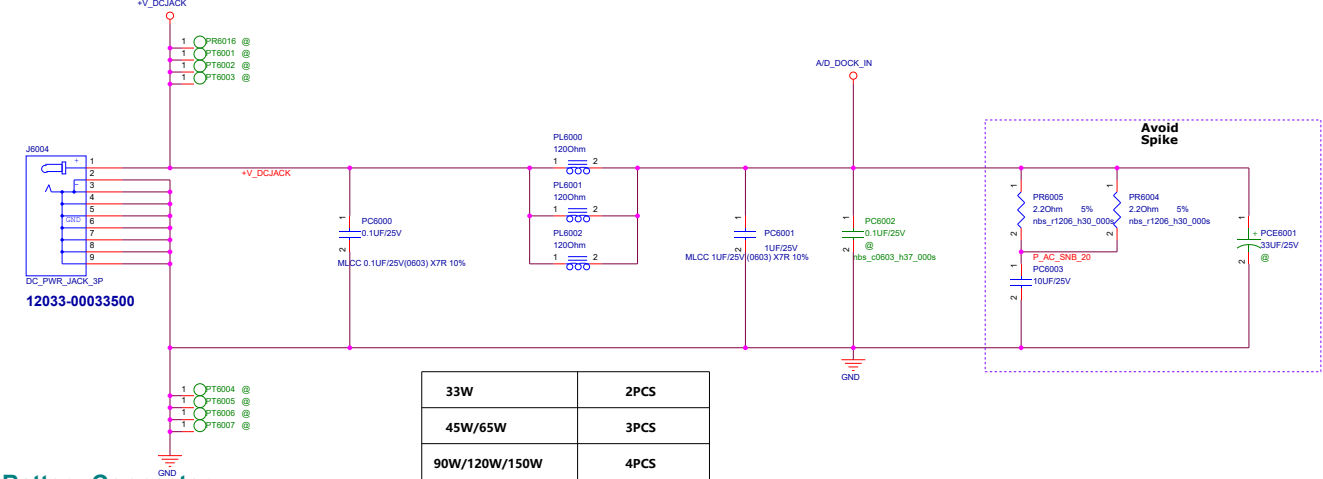 +V_DCJACK
1 PR6016 @
1 PT6001 @
1 PT6002 @
1 PT6003 @
A/D_DOCK_IN
Avoid
Spike
J6004
+ 1
2
- 3
4
5
GND 6
7
8
9
DC_PWR_JACK_3P
12033-00033500
+V_DCJACK
1
PC6000
0.1UF/25V
2
MLCC 0.1UF/25V(0603) X7R 10%
PL6000
120Ohm
1 2
PL6001
120Ohm
1 2
PL6002
120Ohm
1 2
1
PC6001
2
1UF/25V
MLCC 1UF/25V(0603) X7R 10%
1
PC6002
0.1UF/25V
2 @
nbs_c0603_h37_000s
GND
1
PR6005
2.2Ohm 5%
nbs_r1206_h30_000s
2
1
PR6004
2.2Ohm 5%
nbs_r1206_h30_000s
2
P_AC_SNB_20
1
PC6003
10UF/25V
2
1
+ PCE6001
33UF/25V
2 @
1 PT6004 @
1 PT6005 @
1 PT6006 @
1 PT6007 @
GND
33W 2PCS
45W/65W 3PCS
90W/120W/150W 4PCS